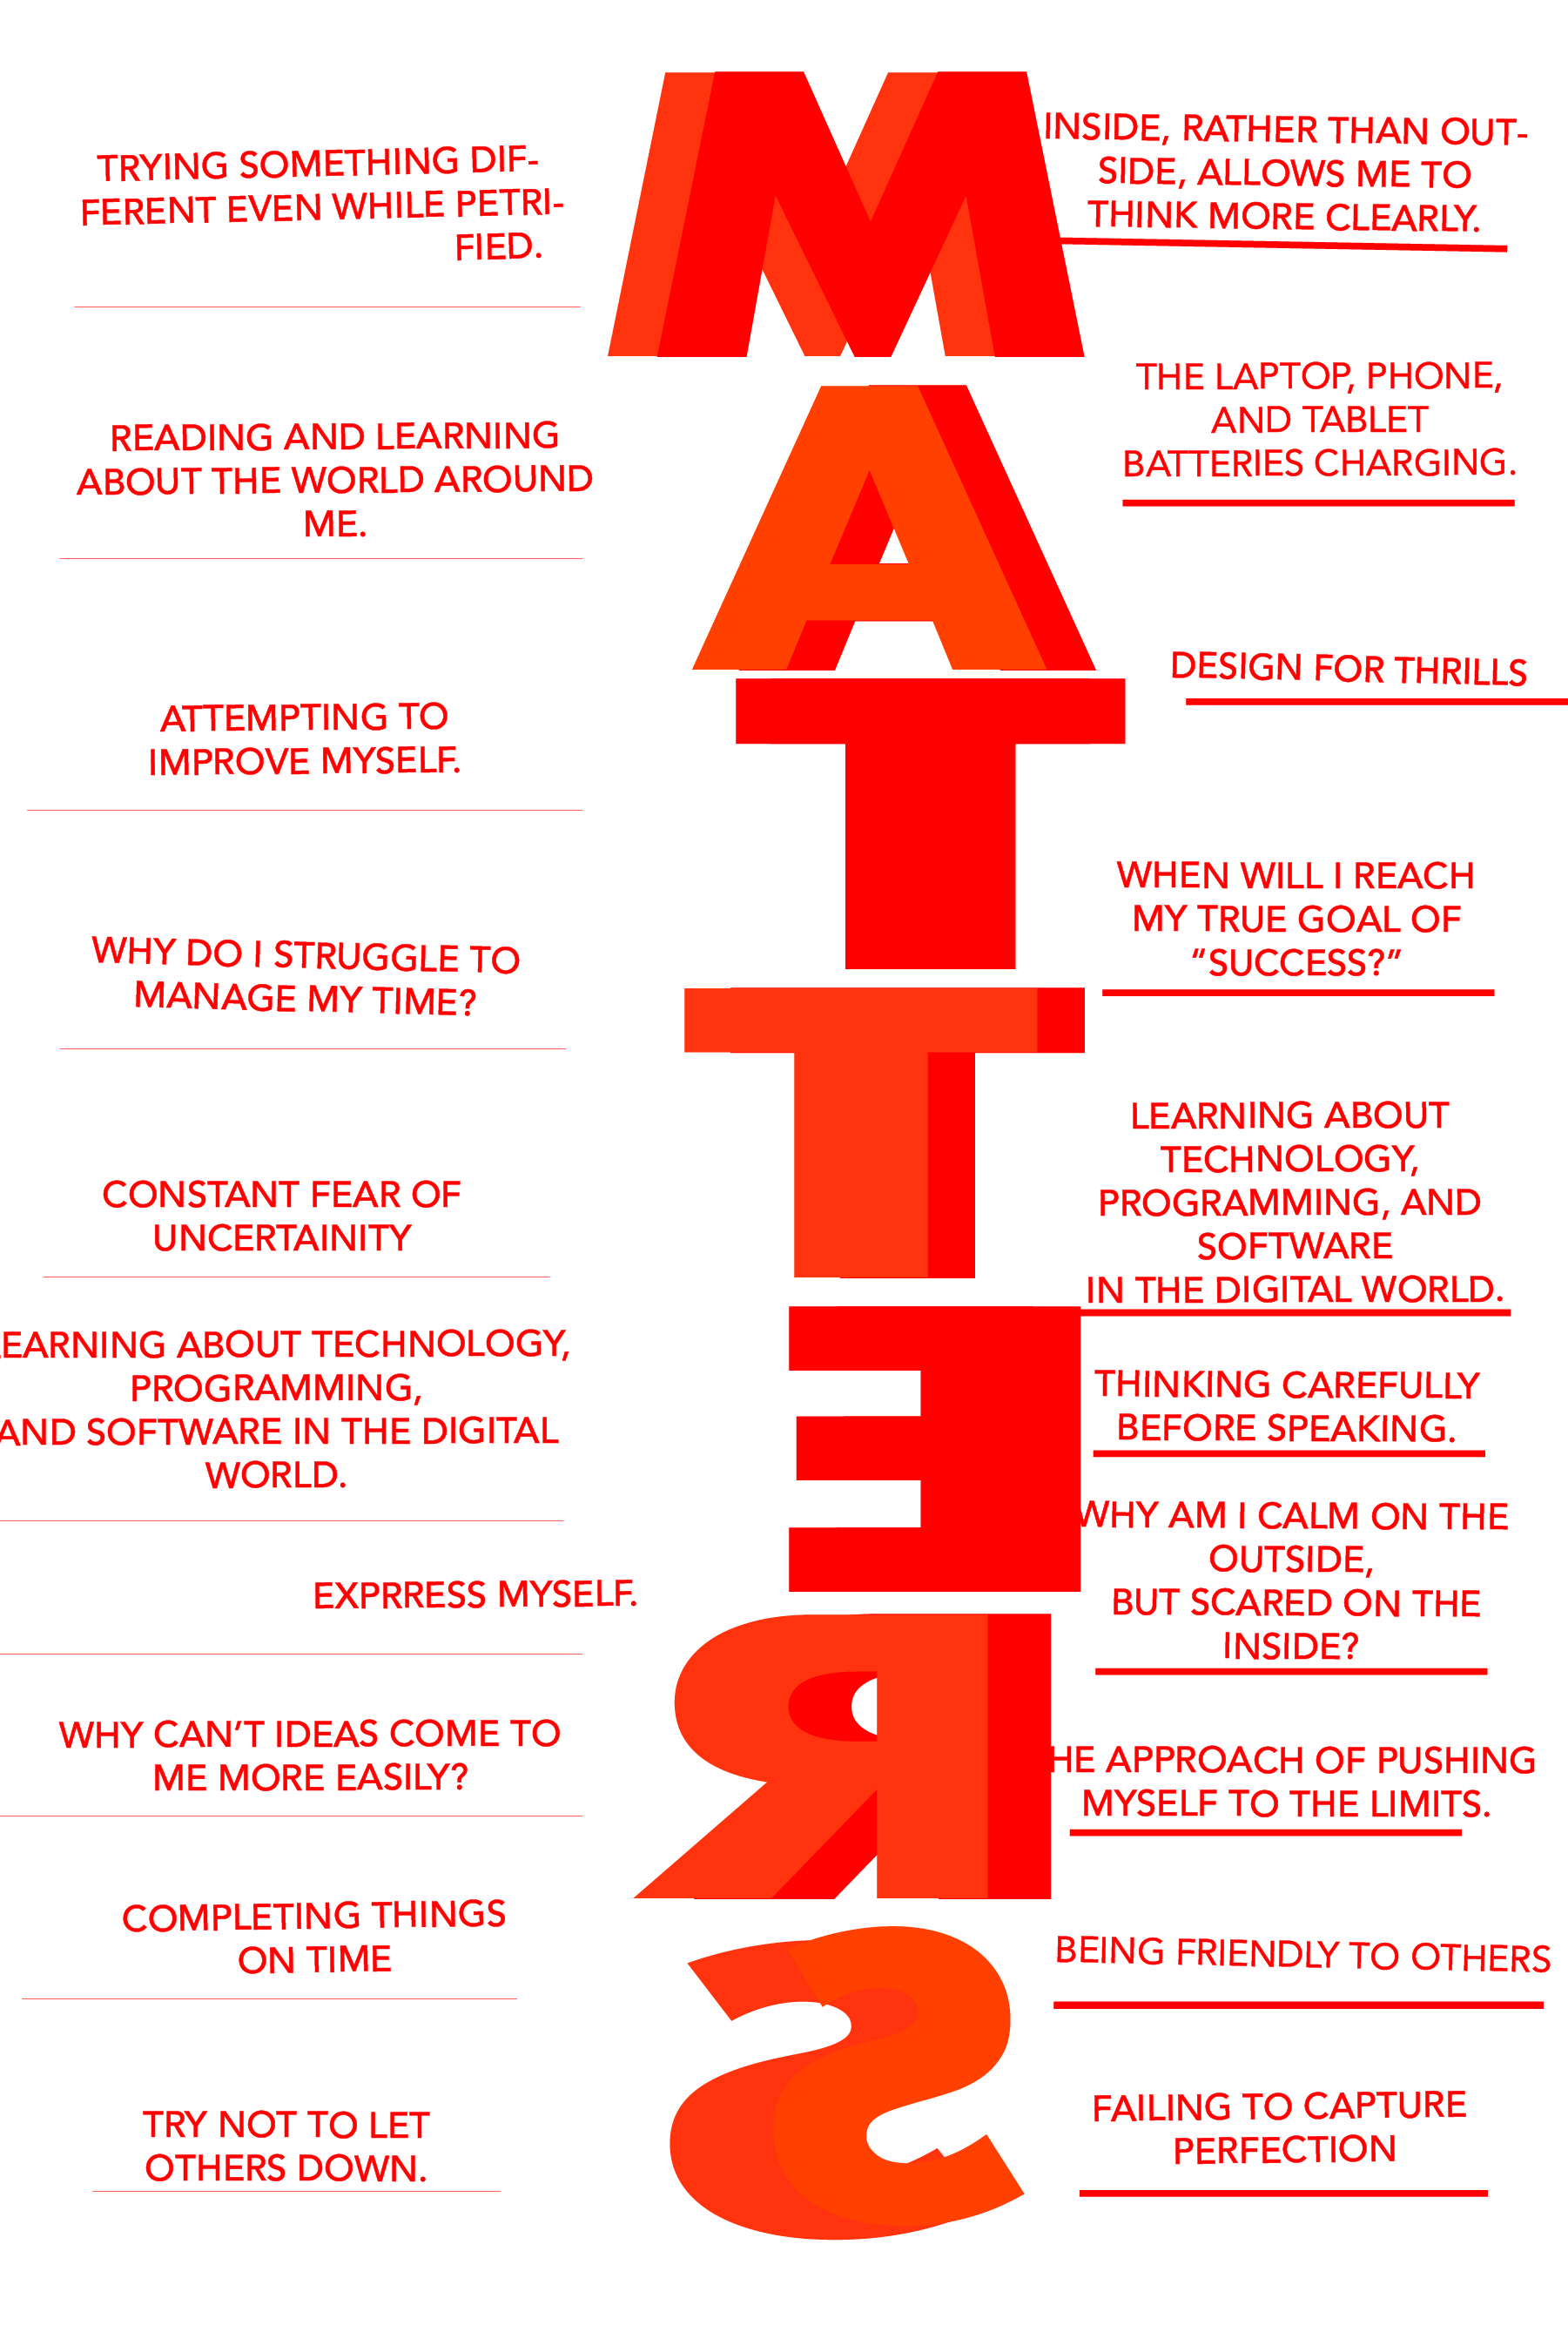 TRYING SOMETHING DIF-
FERENT EVEN WHILE PETRI-
FIED.
READING AND LEARNING
ABOUT THE WORLD AROUND
ME.
ATTEMPTING TO
IMPROVE MYSELF.
WHY DO I STRUGGLE TO
MANAGE MY TIME?
CONSTANT FEAR OF
UNCERTAINITY
EARNING ABOUT TECHNOLOGY,
PROGRAMMING,
AND SOFTWARE IN THE DIGITAL
WORLD.
EXPRRESS MYSELF.
WHY CAN'T IDEAS COME TO
ME MORE EASILY?
COMPLETING THINGS
ON TIME
TRY NOT TO LET
OTHERS DOWN.
M
A
T
T
E
R
S
INSIDE, RATHER THAN OUT-
SIDE, ALLOWS ME TO
THINK MORE CLEARLY.
THE LAPTOP, PHONE,
AND TABLET
BATTERIES CHARGING.
DESIGN FOR THRILLS
WHEN WILL I REACH
MY TRUE GOAL OF
“SUCCESS?”
LEARNING ABOUT
TECHNOLOGY,
PROGRAMMING, AND
SOFTWARE
IN THE DIGITAL WORLD.
THINKING CAREFULLY
BEFORE SPEAKING.
WHY AM I CALM ON THE
OUTSIDE,
BUT SCARED ON THE
INSIDE?
HE APPROACH OF PUSHING
MYSELF TO THE LIMITS.
BEING FRIENDLY TO OTHERS
FAILING TO CAPTURE
PERFECTION